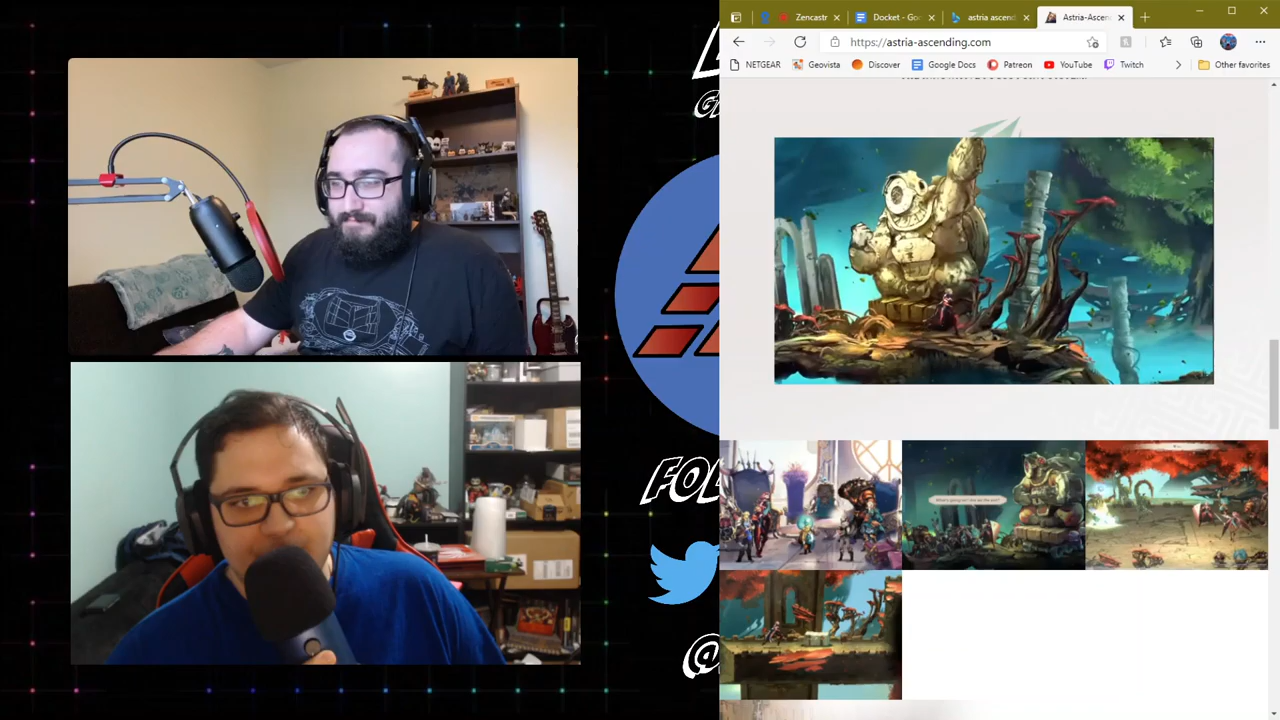 Zencastr
Docket - Goo
astria ascend
Astria-Ascen
https://astria-ascending.com
NETGEAR
Geovista
Discover
Google Docs
Patreon
YouTube
Twitch
Other favorites
FOL
@